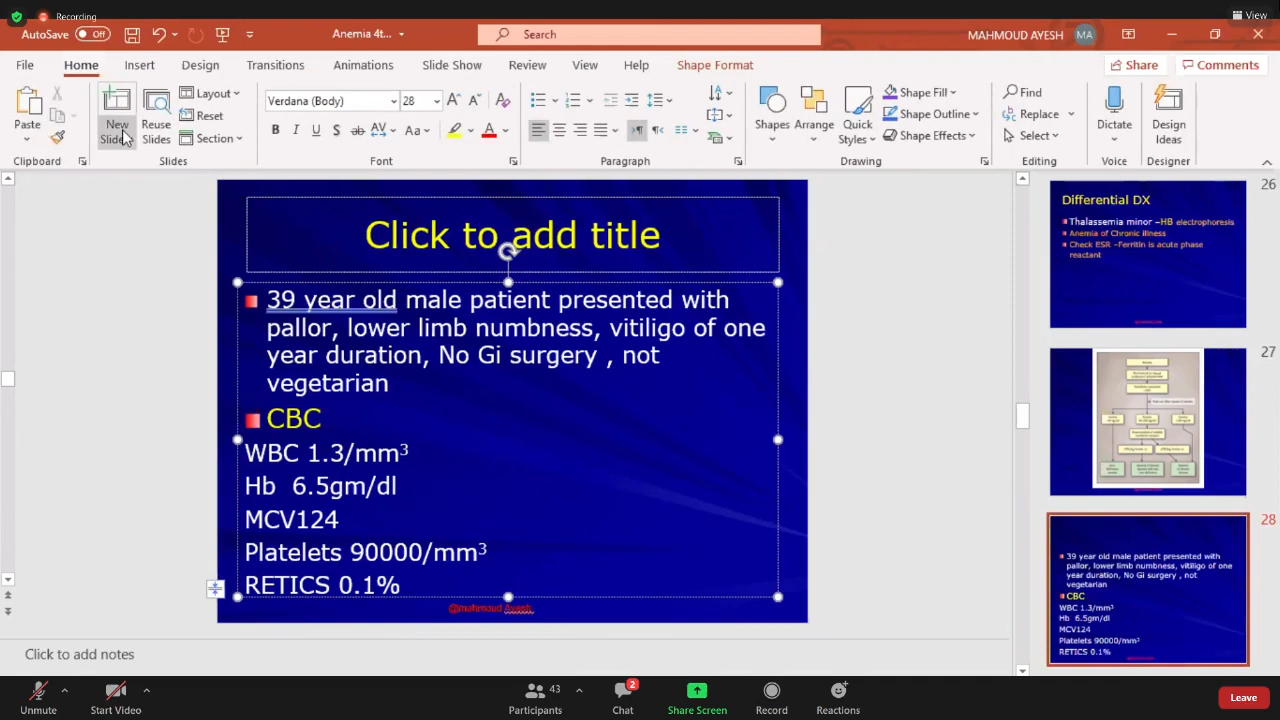 Recording
View
AutoSave Off
Anemia 4t...
Search
MAHMOUD AYESH MA
File Home Insert Design Transitions Animations Slide Show Review View Help Shape Format Share Comments
Paste
New Slide
Reuse Slides
Layout
Reset
Section
Verdana (Body) 28
Aa
B I U S ab AV Aa A
Shapes
Arrange
Quick Styles
Shape Fill
Shape Outline
Shape Effects
Find
Replace
Select
Dictate
Design Ideas
Clipboard Slides Font Paragraph Drawing Editing Voice Designer
Click to add title
39 year old male patient presented with
pallor, lower limb numbness, vitiligo of one
year duration, No Gi surgery , not
vegetarian
CBC
WBC 1.3/mm³
Hb 6.5gm/dl
MCV124
Platelets 90000/mm³
RETICS 0.1%
@mahmoud Ayesh
Click to add notes
26
Differential DX
Thalassemia minor –HB electrophoresis
Anemia of Chronic illness
Check ESR –Ferritin is acute phase
reactant
27
28
39 year old male patient presented with
pallor, lower limb numbness, vitiligo of one
year duration, No Gi surgery , not
vegetarian
CBC
WBC 1.3/mm³
Hb 6.5gm/dl
MCV124
Platelets 90000/mm³
RETICS 0.1%
Unmute
Start Video
Participants 43
Chat 2
Share Screen
Record
Reactions
Leave